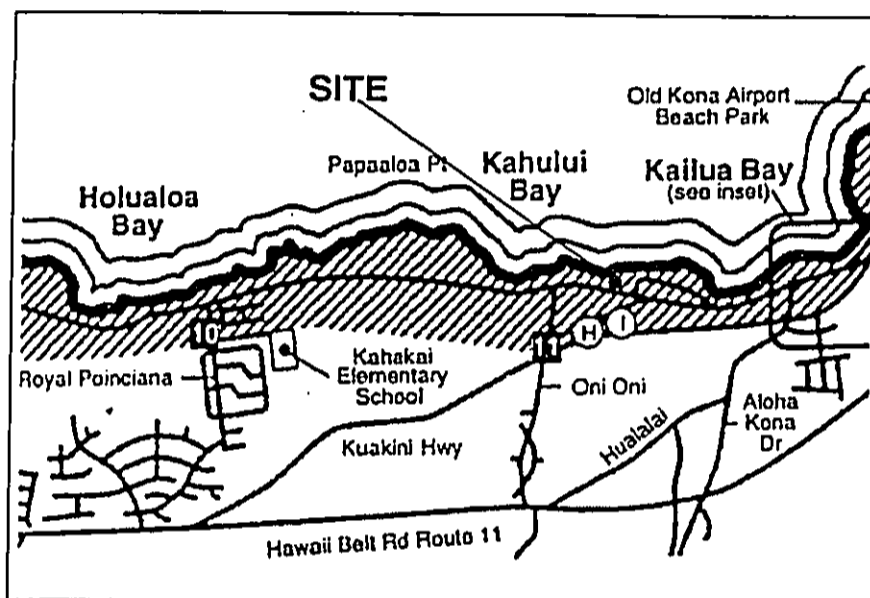 SITE
Old Kona Airport
Beach Park
Papaaloa Pt
Kahului
Bay
Kailua Bay
(see inset)
Holualoa
Bay
10
11
H
I
Royal Poinciana
Kahakai
Elementary
School
Oni Oni
Kuakini Hwy
Hualalai
Aloha
Kona
Dr
Hawaii Belt Rd Route 11